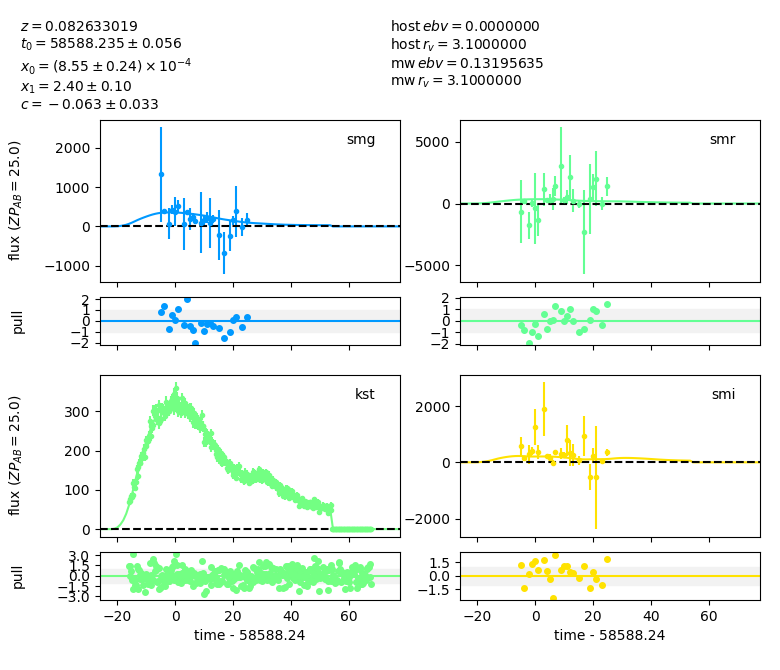 z = 0.082633019
t0 = 58588.235 ± 0.056
x0 = (8.55 ± 0.24) × 10^−4
x1 = 2.40 ± 0.10
c = −0.063 ± 0.033
host ebv = 0.0000000
host r_v = 3.1000000
mw ebv = 0.13195635
mw r_v = 3.1000000
smg
2000
1000
0
−1000
flux (ZP_AB = 25.0)
smr
5000
0
−5000
2
1
0
−1
−2
pull
2
1
0
−1
−2
kst
300
200
100
0
flux (ZP_AB = 25.0)
smi
2000
0
−2000
3.0
1.5
0.0
−1.5
−3.0
pull
−20 0 20 40 60
time - 58588.24
1.5
0.0
−1.5
−20 0 20 40 60
time - 58588.24